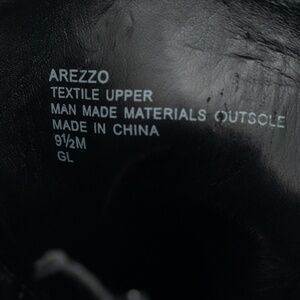 AREZZO
TEXTILE UPPER
MAN MADE MATERIALS OUTSOLE
MADE IN CHINA
9½M
GL